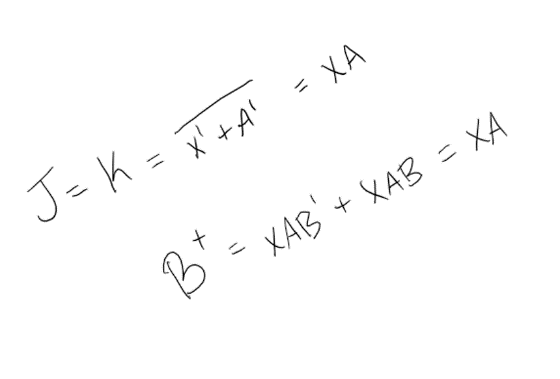 J = K = \overline{X' + A'} = XA
B⁺ = XAB' + XAB = XA